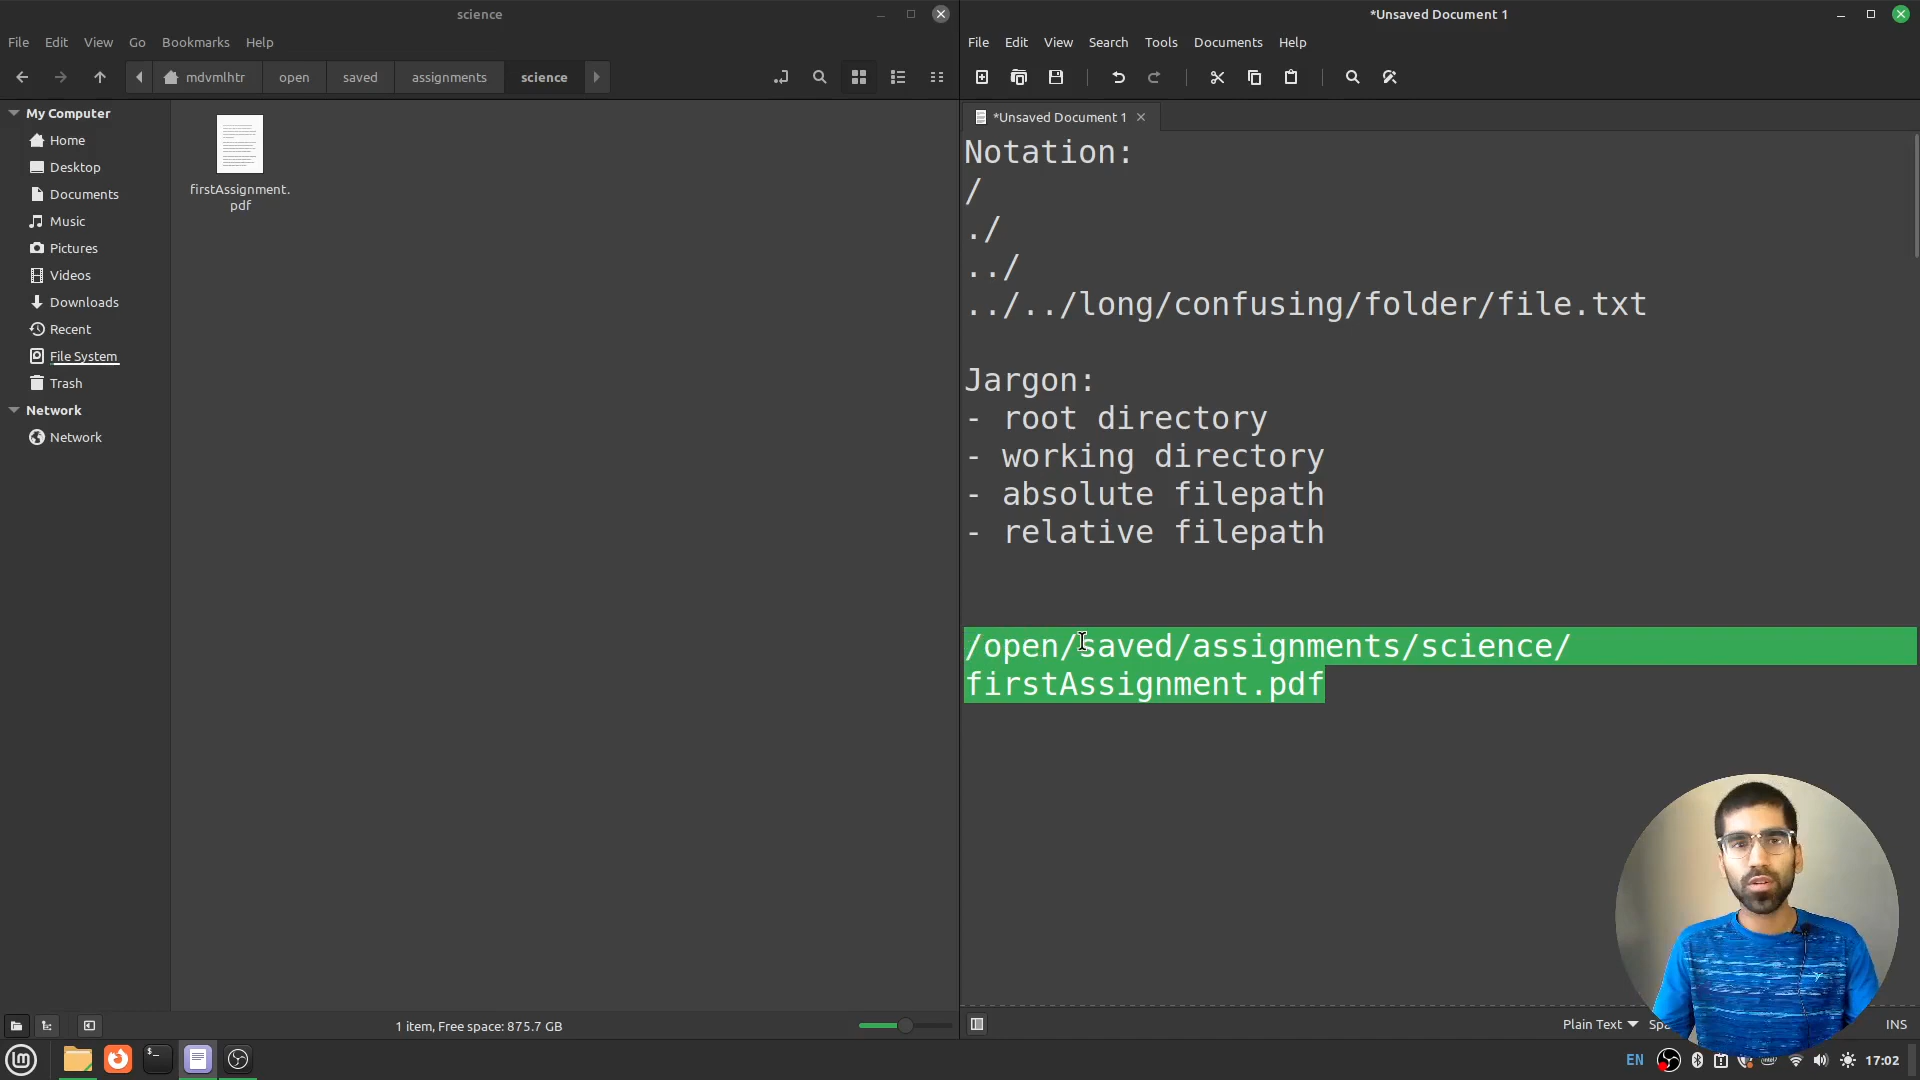 science
File Edit View Go Bookmarks Help
mdvmlhtr open saved assignments science
My Computer
Home
Desktop
Documents
Music
Pictures
Videos
Downloads
Recent
File System
Trash
Network
Network
firstAssignment.
pdf
1 item, Free space: 875.7 GB
*Unsaved Document 1
File Edit View Search Tools Documents Help
*Unsaved Document 1
Notation:
/
./
../
../../long/confusing/folder/file.txt
Jargon:
- root directory
- working directory
- absolute filepath
- relative filepath
/open/saved/assignments/science/
firstAssignment.pdf
Plain Text INS
EN 17:02